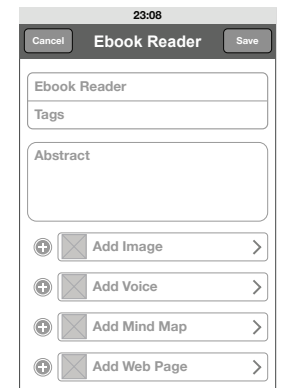 23:08
Cancel Ebook Reader Save
Ebook Reader
Tags
Abstract
Add Image
Add Voice
Add Mind Map
Add Web Page